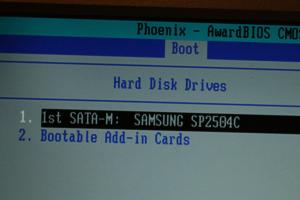 Phoenix - AwardBIOS CMOS
Boot
Hard Disk Drives
1. 1st SATA-M: SAMSUNG SP2504C
2. Bootable Add-in Cards